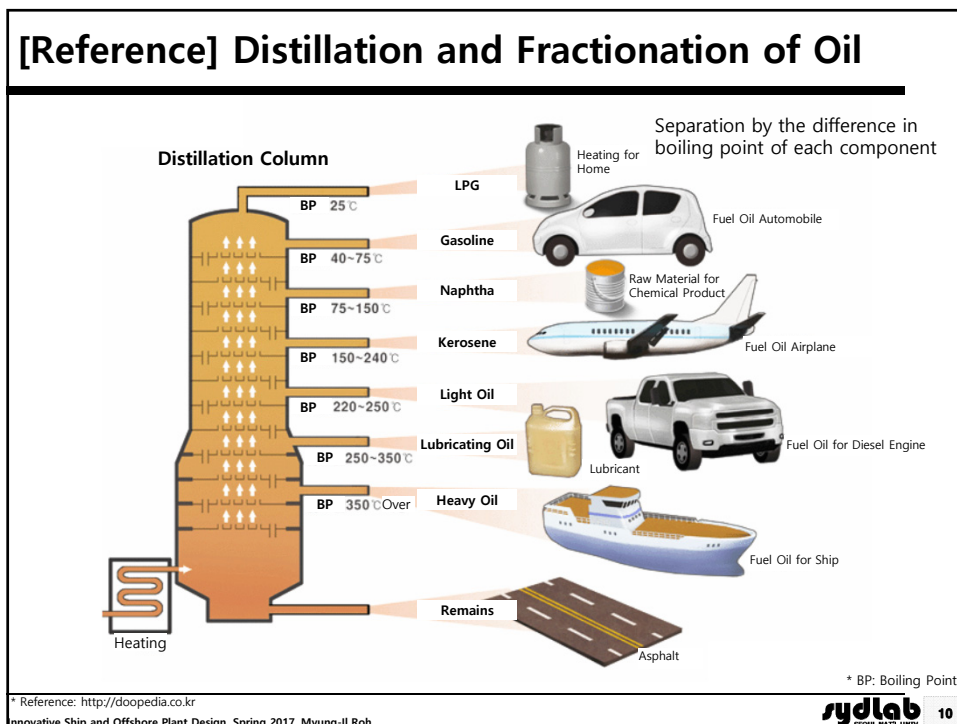 [Reference] Distillation and Fractionation of Oil
Separation by the difference in
boiling point of each component
Distillation Column
Heating for
Home
LPG
BP 25℃
Fuel Oil Automobile
Gasoline
BP 40~75℃
Raw Material for
Chemical Product
Naphtha
BP 75~150℃
Kerosene
Fuel Oil Airplane
BP 150~240℃
Light Oil
BP 220~250℃
Lubricating Oil
Fuel Oil for Diesel Engine
BP 250~350℃
Lubricant
Heavy Oil
BP 350℃Over
Fuel Oil for Ship
Remains
Heating
Asphalt
* BP: Boiling Point
* Reference: http://doopedia.co.kr
Innovative Ship and Offshore Plant Design, Spring 2017, Myung-Il Roh
sydlab 10
SEOUL NAT'L UNIV.